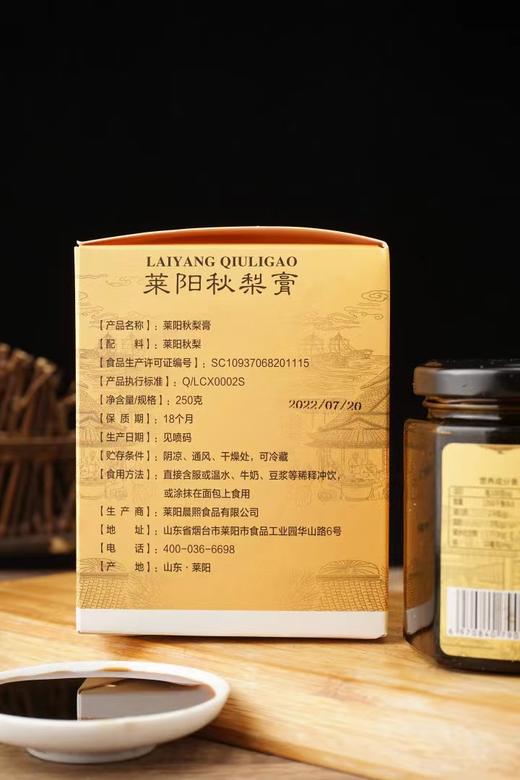 LAIYANG QIULIGAO
莱阳秋梨膏
【产品名称】：莱阳秋梨膏
【配　　料】：莱阳秋梨
【食品生产许可证编号】：SC10937068201115
【产品执行标准】：Q/LCX0002S
【净含量/规格】：250克
2022/07/20
【保 质 期】：18个月
【生产日期】：见喷码
【贮存条件】：阴凉、通风、干燥处，可冷藏
【食用方法】：直接含服或温水、牛奶、豆浆等稀释冲饮，
或涂抹在面包上食用
【生 产 商】：莱阳晨熙食品有限公司
【地　　址】：山东省烟台市莱阳市食品工业园华山路6号
【电　　话】：400-036-6698
【产　　地】：山东·莱阳
营养成分表
6 970840 790